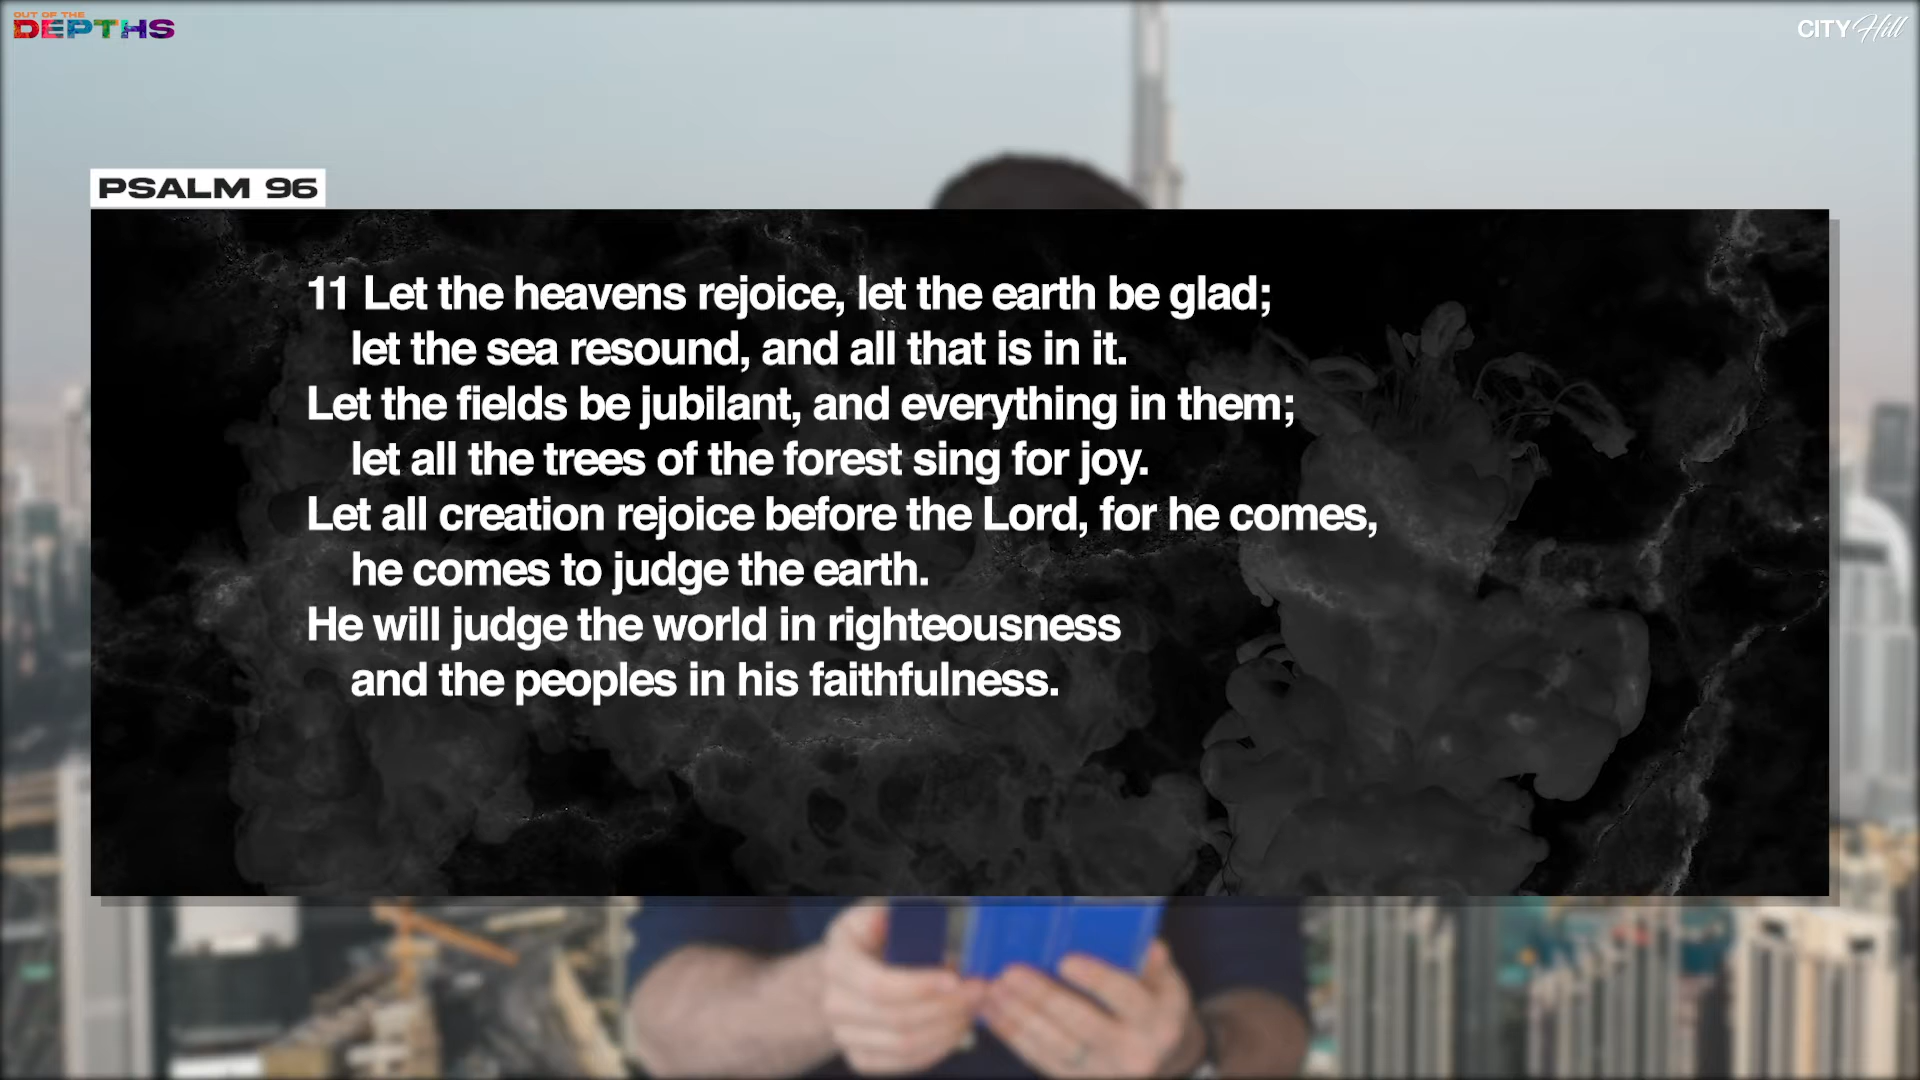 OUT OF THE
DEPTHS
CITY Hill
PSALM 96
11 Let the heavens rejoice, let the earth be glad;
let the sea resound, and all that is in it.
Let the fields be jubilant, and everything in them;
let all the trees of the forest sing for joy.
Let all creation rejoice before the Lord, for he comes,
he comes to judge the earth.
He will judge the world in righteousness
and the peoples in his faithfulness.